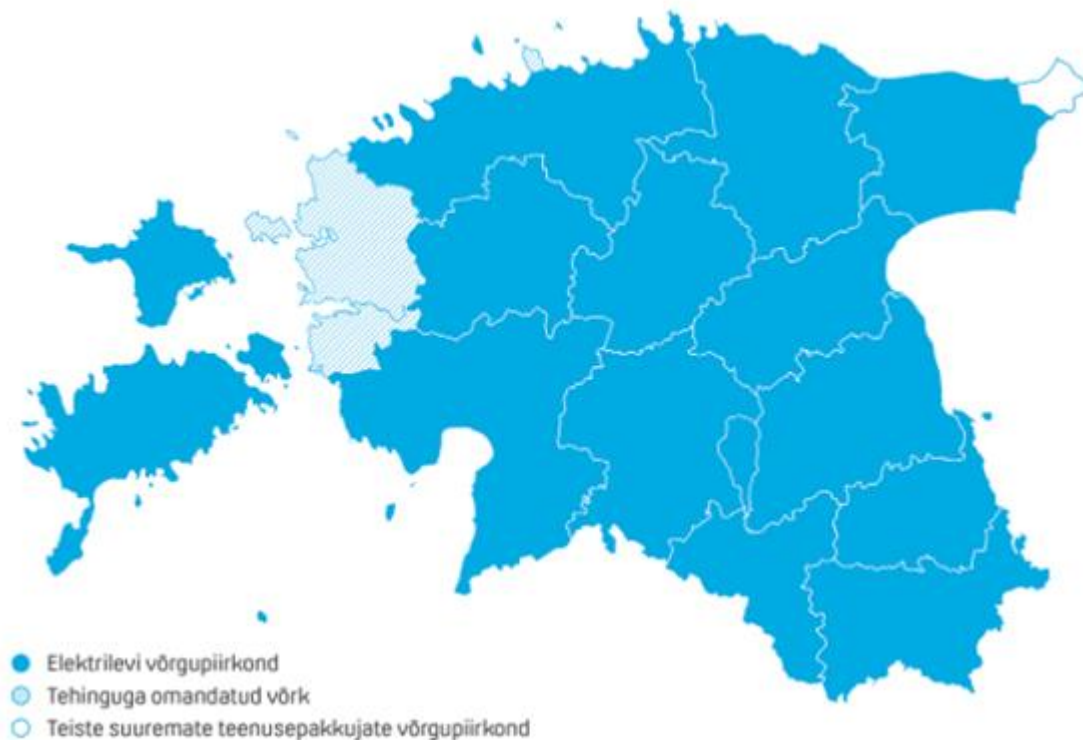 Elektrilevi võrgupiirkond
Tehinguga omandatud võrk
Teiste suuremate teenusepakkujate võrgupiirkond